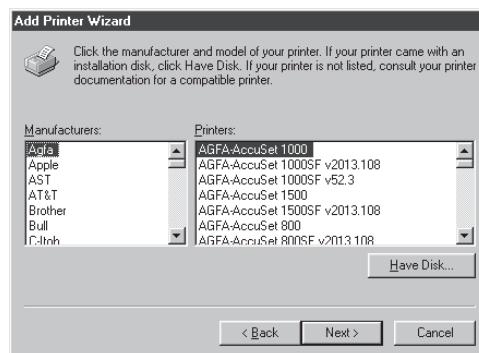 Add Printer Wizard
Click the manufacturer and model of your printer. If your printer came with an
installation disk, click Have Disk. If your printer is not listed, consult your printer
documentation for a compatible printer.
Manufacturers:
Agfa
Apple
AST
AT&T
Brother
Bull
C-Itoh
Printers:
AGFA-AccuSet 1000
AGFA-AccuSet 1000SF v2013.108
AGFA-AccuSet 1000SF v52.3
AGFA-AccuSet 1500
AGFA-AccuSet 1500SF v2013.108
AGFA-AccuSet 800
AGFA-AccuSet 800SF v2013.108
Have Disk...
< Back
Next >
Cancel